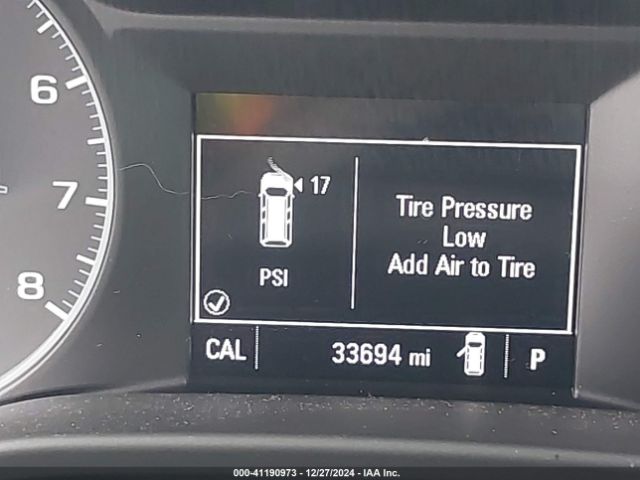 6
7
8
17
PSI
Tire Pressure
Low
Add Air to Tire
CAL
33694 mi
P
000-41190973 - 12/27/2024 - IAA Inc.